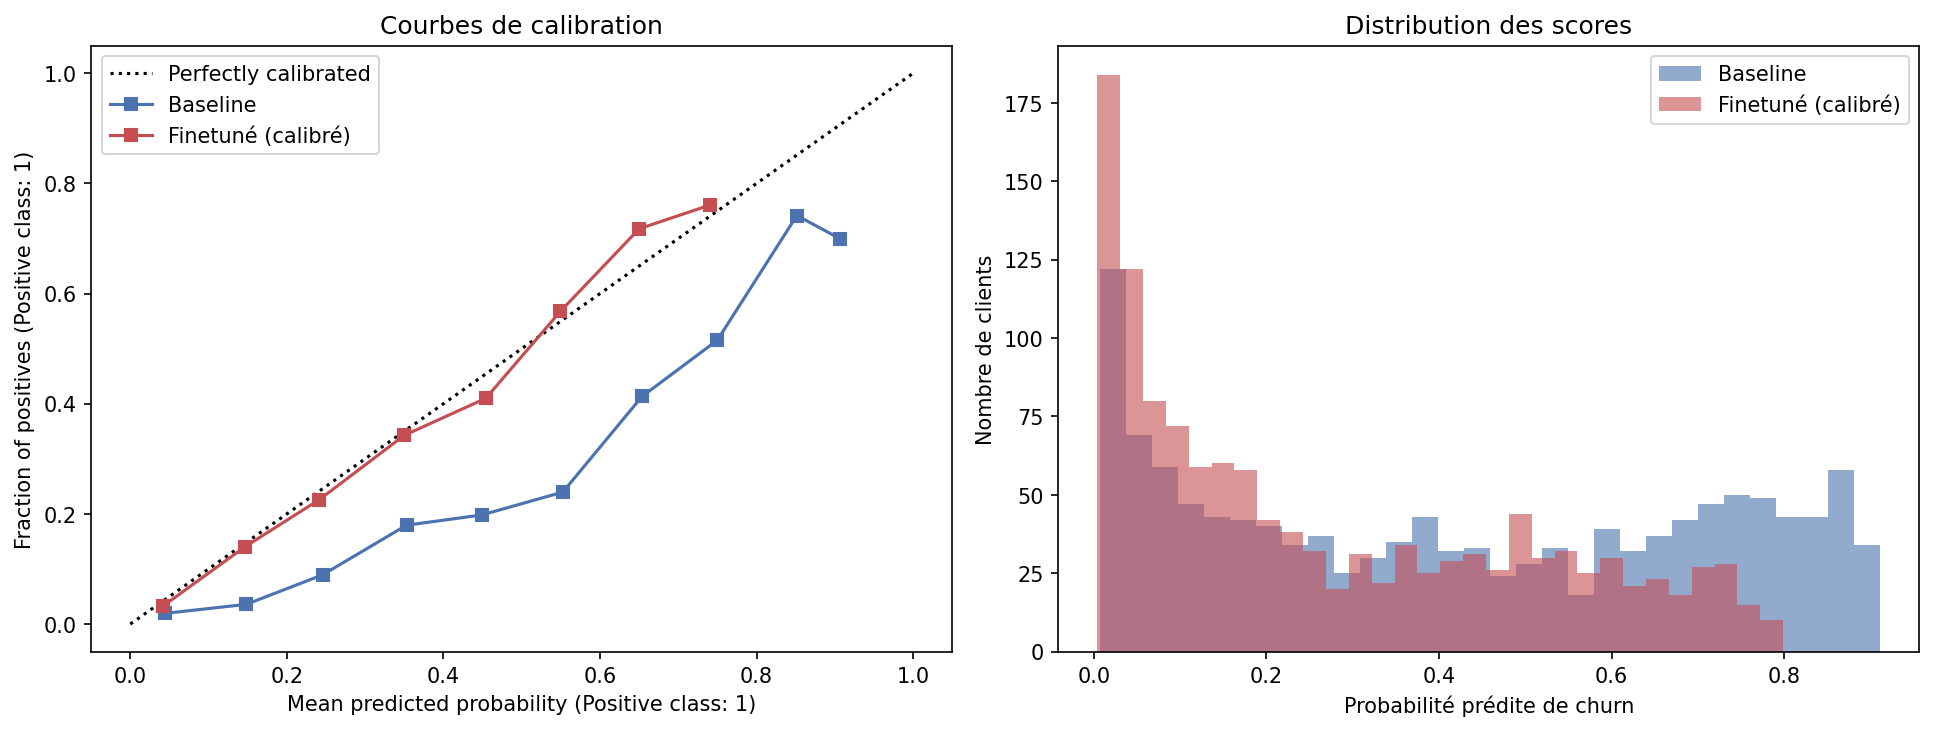 Courbes de calibration
Perfectly calibrated
Baseline
Finetuné (calibré)
Fraction of positives (Positive class: 1)
1.0
0.8
0.6
0.4
0.2
0.0
0.0 0.2 0.4 0.6 0.8 1.0
Mean predicted probability (Positive class: 1)
Distribution des scores
Baseline
Finetuné (calibré)
Nombre de clients
175
150
125
100
75
50
25
0
0.0 0.2 0.4 0.6 0.8
Probabilité prédite de churn